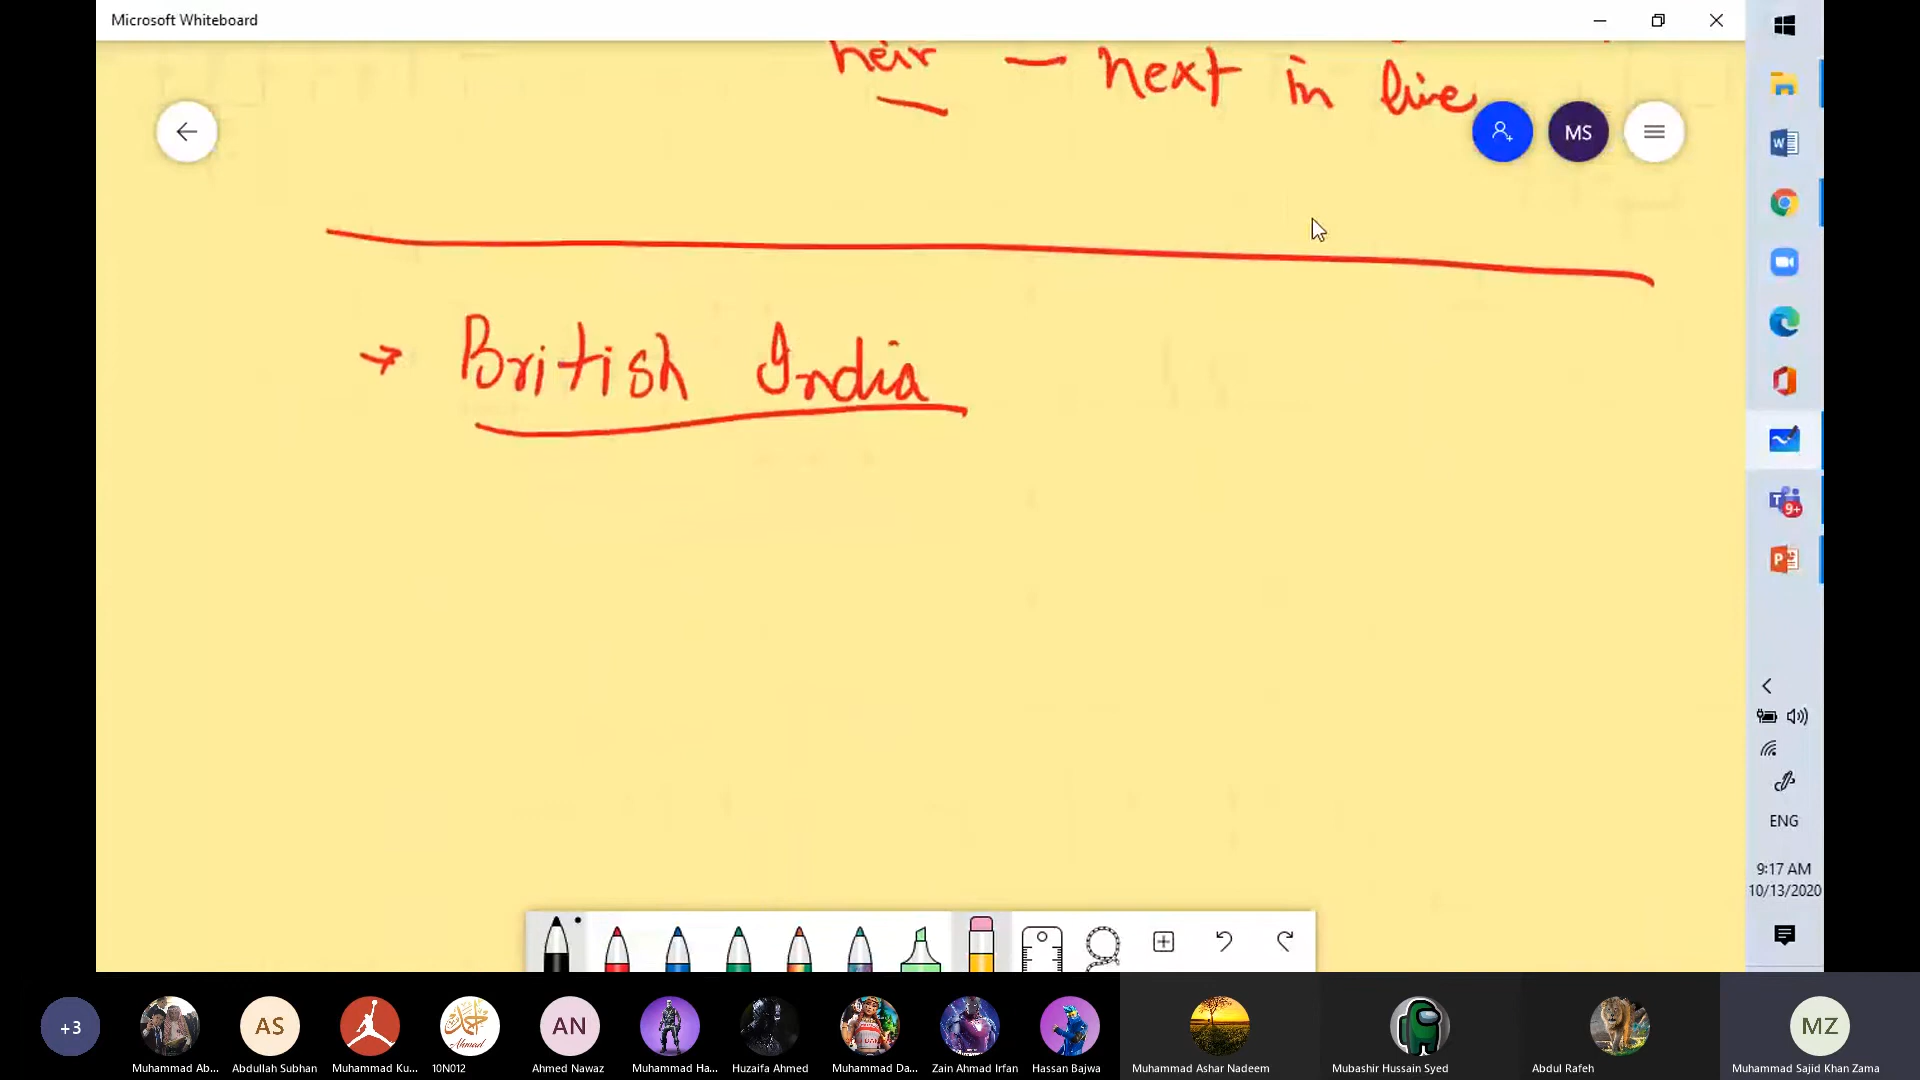 Microsoft Whiteboard
heir — next in line
MS
→ British India
9+
ENG
9:17 AM
10/13/2020
+3
AS
AN
MZ
Muhammad Ab...
Abdullah Subhan
Muhammad Ku...
10N012
Ahmed Nawaz
Muhammad Ha...
Huzaifa Ahmed
Muhammad Da...
Zain Ahmad Irfan
Hassan Bajwa
Muhammad Ashar Nadeem
Mubashir Hussain Syed
Abdul Rafeh
Muhammad Sajid Khan Zama